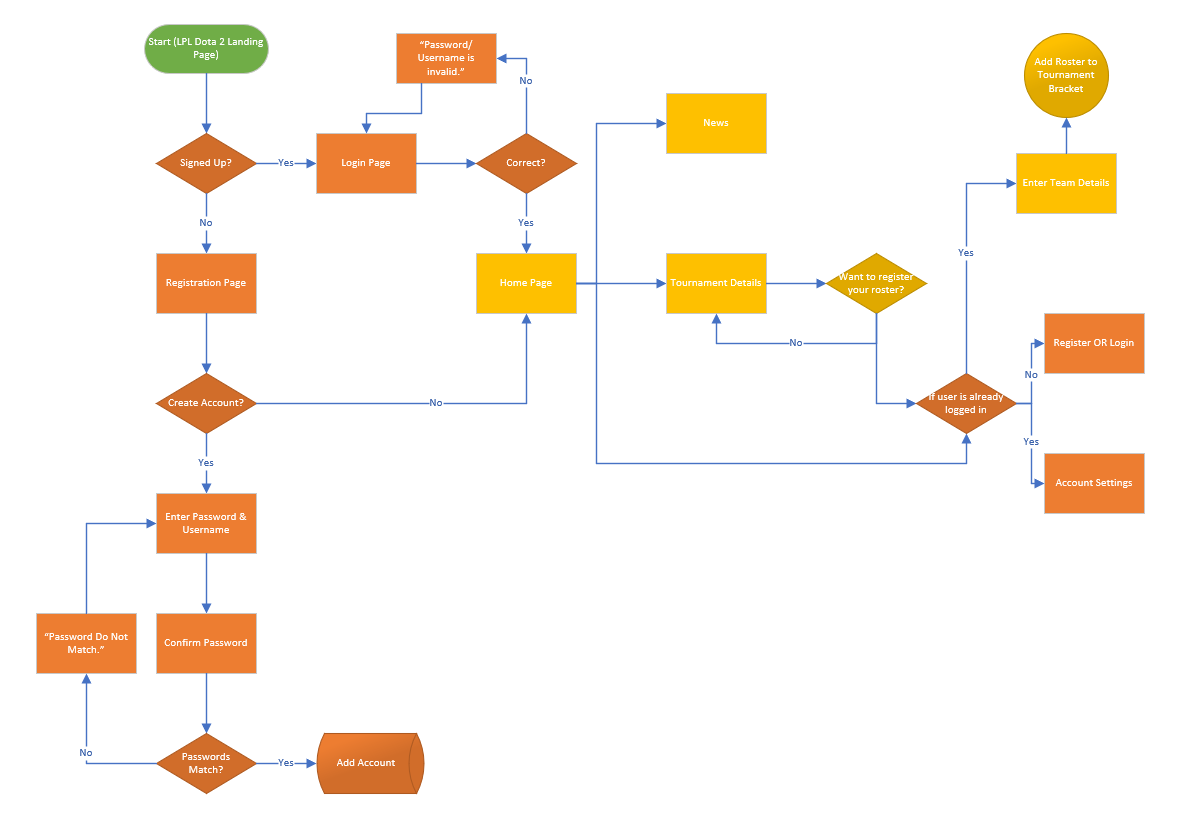 Start (LPL Dota 2 Landing
Page)
"Password/
Username is
invalid."
No
Add Roster to
Tournament
Bracket
News
Signed Up?
Yes
Login Page
Correct?
Enter Team Details
No
Yes
Yes
Registration Page
Home Page
Tournament Details
Want to register
your roster?
No
Register OR Login
No
Create Account?
No
If user is already
logged in
Yes
Yes
Account Settings
Enter Password &
Username
"Password Do Not
Match."
Confirm Password
No
Passwords
Match?
Yes
Add Account